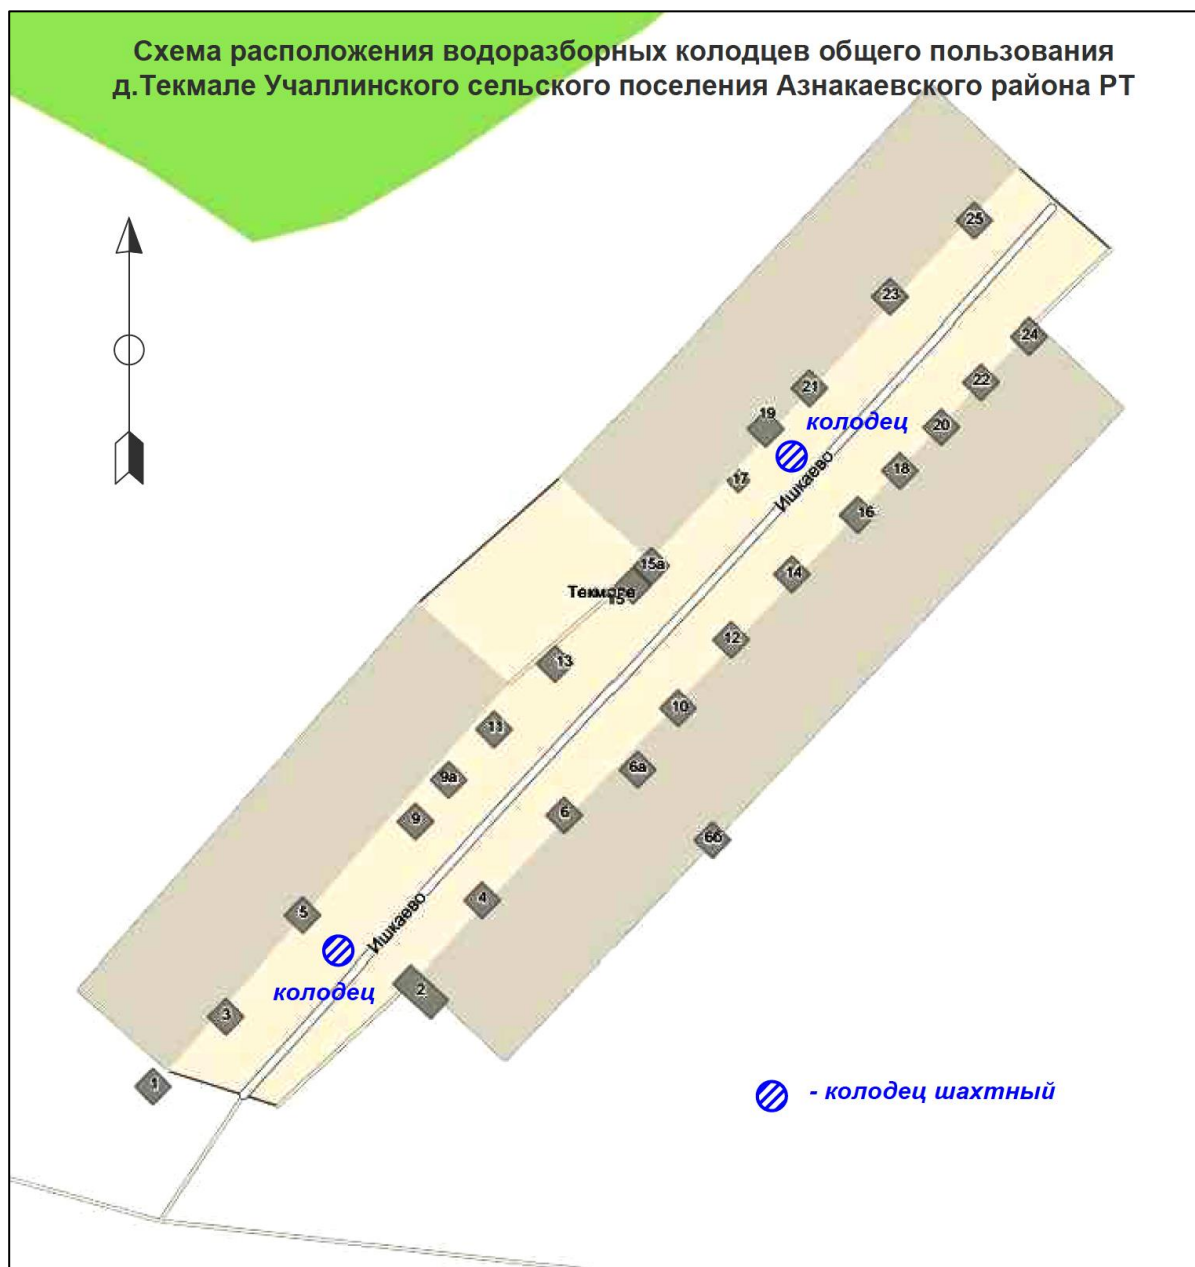 Схема расположения водоразборных колодцев общего пользования
д.Текмале Учаллинского сельского поселения Азнакаевского района РТ
25
23
24
21
22
19
колодец
20
17
Ишкаево
18
16
15а
14
Текмале
15
12
13
10
11
6а
9а
9
6
6б
4
5
Ишкаево
колодец
2
3
1
- колодец шахтный